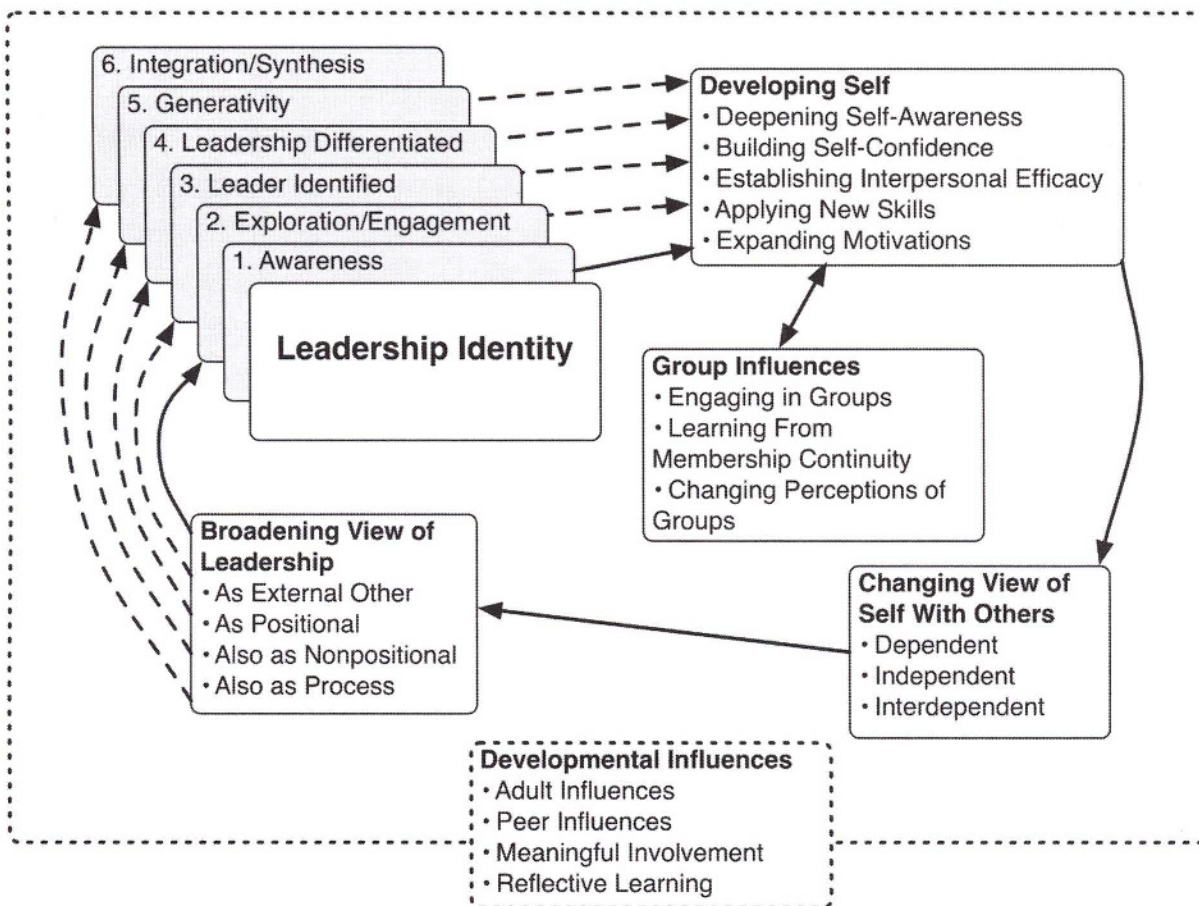 6. Integration/Synthesis
5. Generativity
4. Leadership Differentiated
3. Leader Identified
2. Exploration/Engagement
1. Awareness
Leadership Identity
Developing Self
• Deepening Self-Awareness
• Building Self-Confidence
• Establishing Interpersonal Efficacy
• Applying New Skills
• Expanding Motivations
Group Influences
• Engaging in Groups
• Learning From
Membership Continuity
• Changing Perceptions of
Groups
Changing View of
Self With Others
• Dependent
• Independent
• Interdependent
Broadening View of
Leadership
• As External Other
• As Positional
• Also as Nonpositional
• Also as Process
Developmental Influences
• Adult Influences
• Peer Influences
• Meaningful Involvement
• Reflective Learning